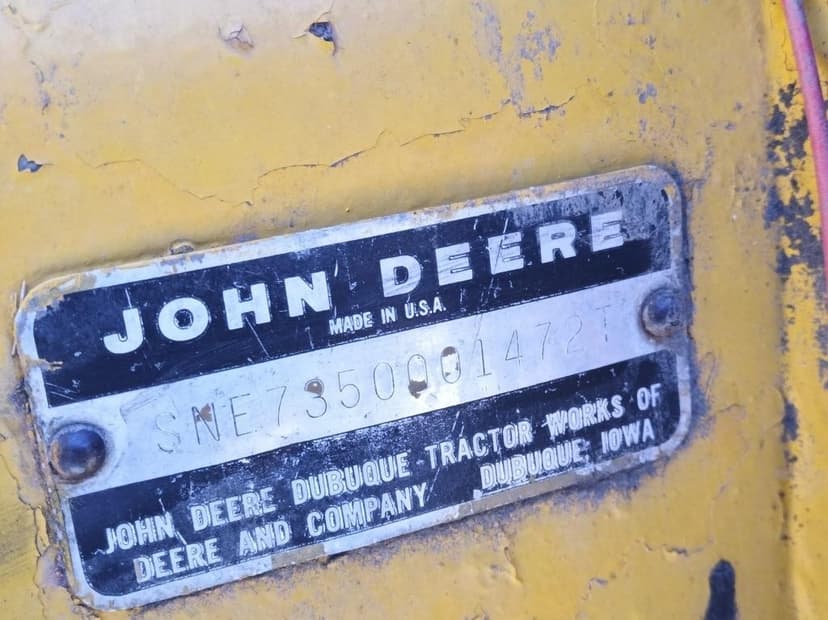 JOHN DEERE
MADE IN U.S.A.
SNE7350001472T
JOHN DEERE DUBUQUE TRACTOR WORKS OF
DEERE AND COMPANY DUBUQUE IOWA